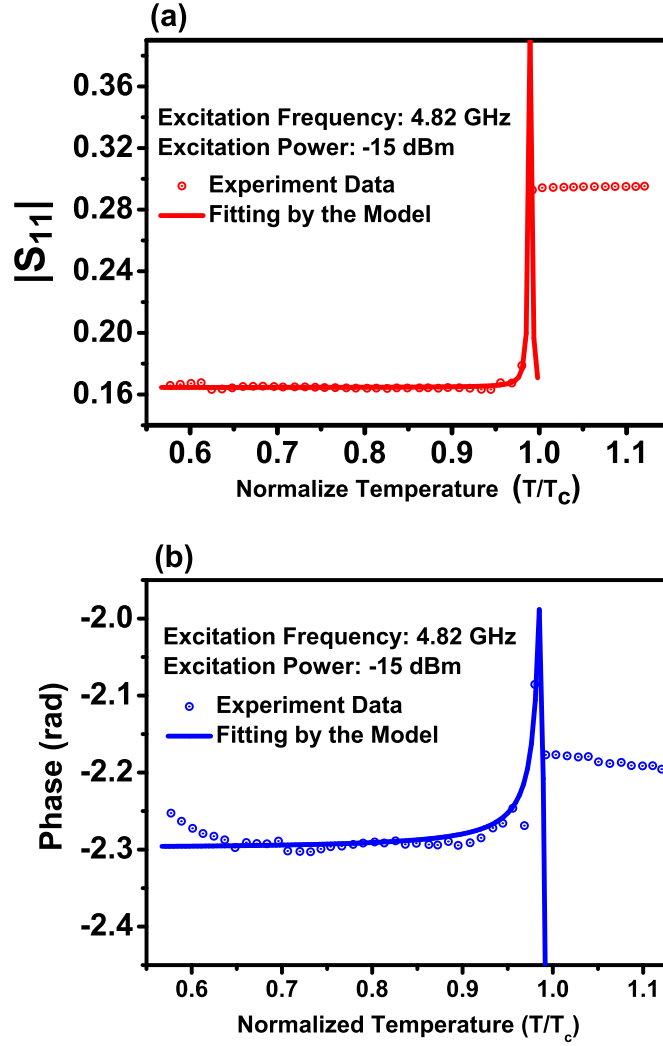 (a)
0.36
0.32
0.28
0.20
0.16
|S11|
Excitation Frequency: 4.82 GHz
Excitation Power: -15 dBm
Experiment Data
Fitting by the Model
0.6 0.7 0.8 0.9 1.0 1.1
Normalize Temperature (T/Tc)
(b)
-2.0
-2.1
-2.2
-2.3
-2.4
Phase (rad)
Excitation Frequency: 4.82 GHz
Excitation Power: -15 dBm
Experiment Data
Fitting by the Model
0.6 0.7 0.8 0.9 1.0 1.1
Normalized Temperature (T/Tc)